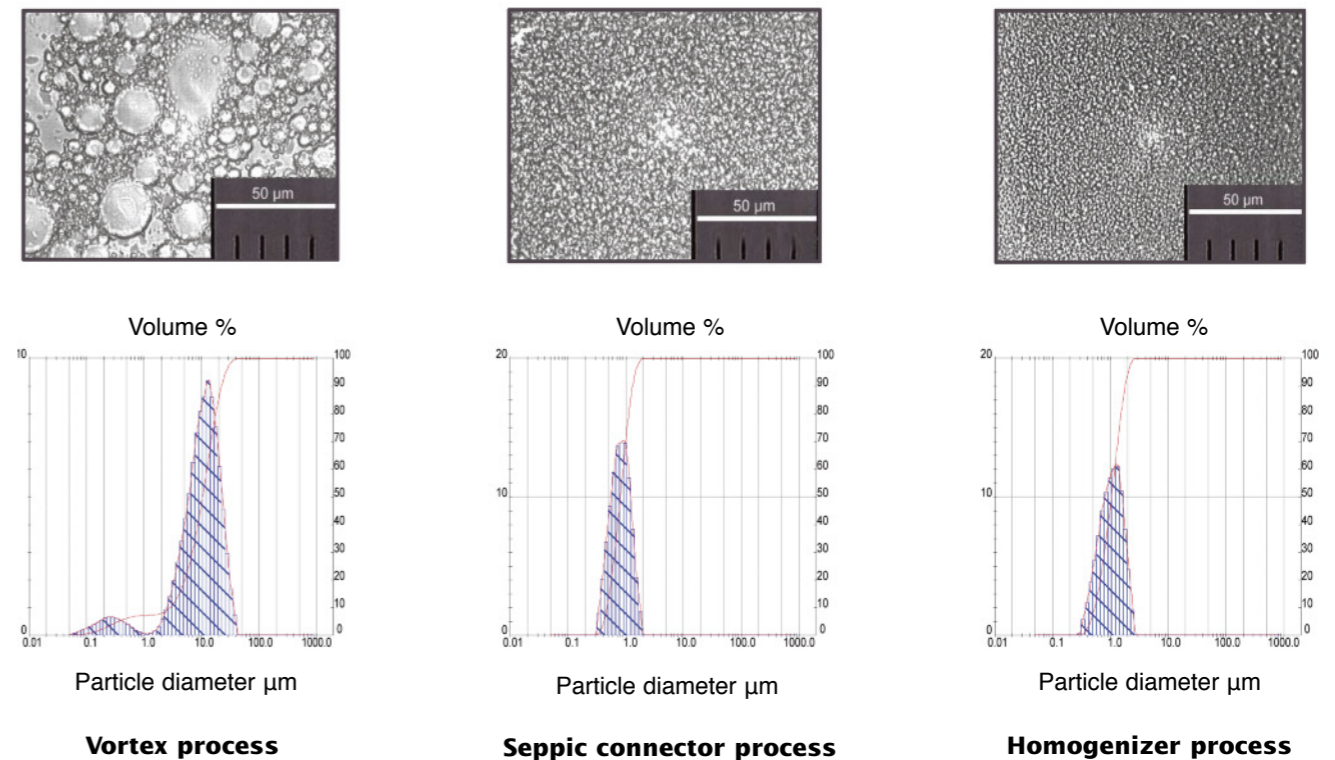 50 µm
50 µm
50 µm
Volume %
Volume %
Volume %
10
100
90
80
70
60
50
40
30
20
10
0
0
0.01 0.1 1.0 10.0 100.0 1000.0
20
10
0
100
90
80
70
60
50
40
30
20
10
0
0.01 0.1 1.0 10.0 100.0 1000.0
20
10
0
100
90
80
70
60
50
40
30
20
10
0
0.01 0.1 1.0 10.0 100.0 1000.0
Particle diameter µm
Particle diameter µm
Particle diameter µm
Vortex process
Seppic connector process
Homogenizer process